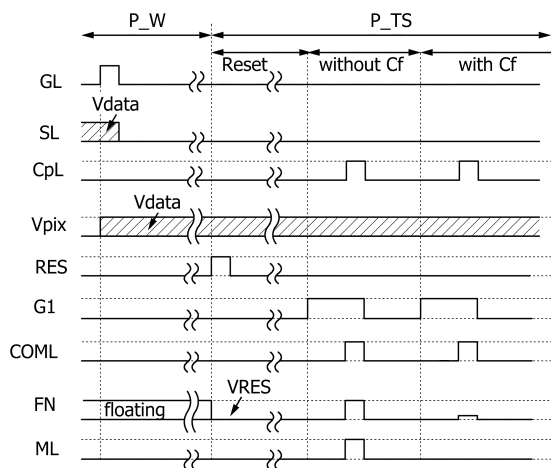 P_W P_TS
Reset without Cf with Cf
GL
Vdata
SL
CpL
Vdata
Vpix
RES
G1
COML
VRES
FN floating
ML